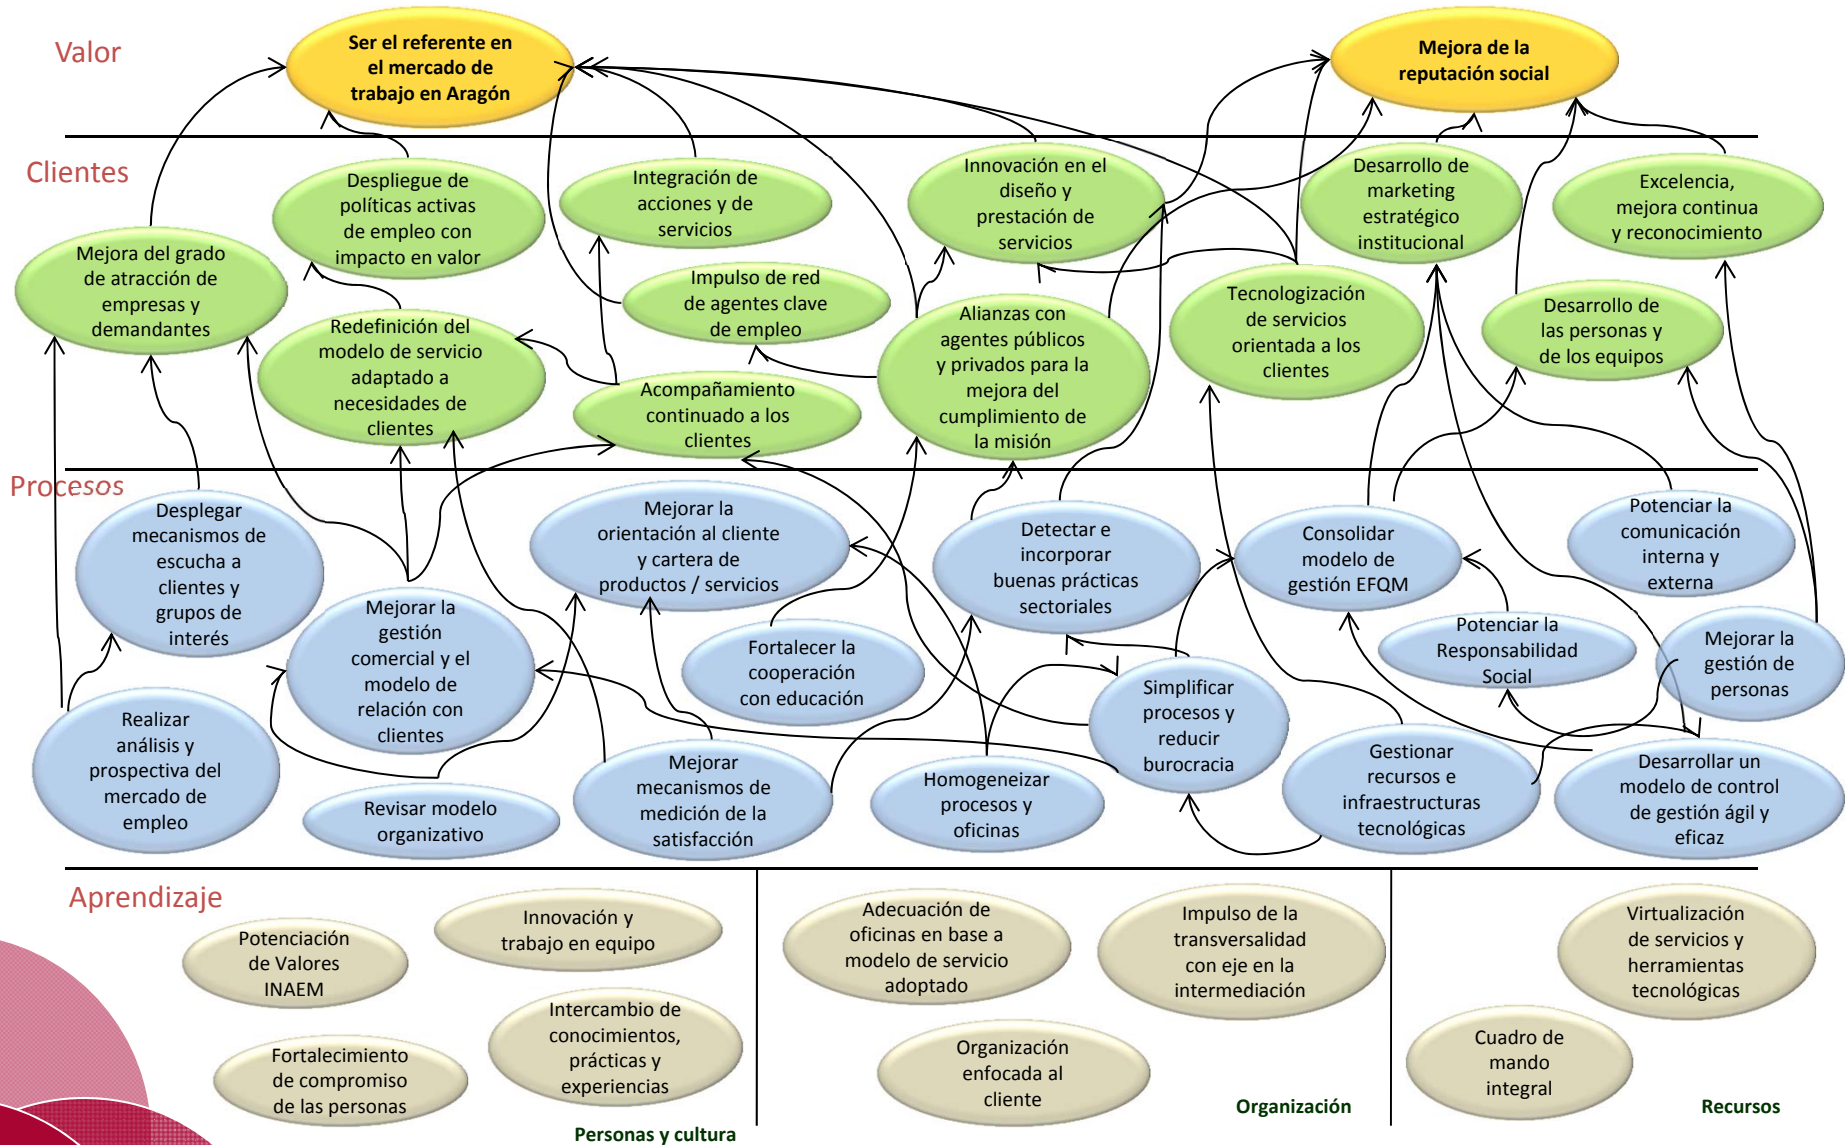 Valor
Ser el referente en
el mercado de
trabajo en Aragón
Mejora de la
reputación social
Clientes
Mejora del grado
de atracción de
empresas y
demandantes
Despliegue de
políticas activas
de empleo con
impacto en valor
Integración de
acciones y de
servicios
Innovación en el
diseño y
prestación de
servicios
Desarrollo de
marketing
estratégico
institucional
Excelencia,
mejora continua
y reconocimiento
Redefinición del
modelo de servicio
adaptado a
necesidades de
clientes
Impulso de red
de agentes clave
de empleo
Acompañamiento
continuado a los
clientes
Alianzas con
agentes públicos
y privados para la
mejora del
cumplimiento de
la misión
Tecnologización
de servicios
orientada a los
clientes
Desarrollo de
las personas y
de los equipos
Procesos
Desplegar
mecanismos de
escucha a
clientes y
grupos de
interés
Mejorar la
orientación al cliente
y cartera de
productos / servicios
Detectar e
incorporar
buenas prácticas
sectoriales
Consolidar
modelo de
gestión EFQM
Potenciar la
comunicación
interna y
externa
Mejorar la
gestión
comercial y el
modelo de
relación con
clientes
Fortalecer la
cooperación
con educación
Simplificar
procesos y
reducir
burocracia
Potenciar la
Responsabilidad
Social
Mejorar la
gestión de
personas
Realizar
análisis y
prospectiva del
mercado de
empleo
Revisar modelo
organizativo
Mejorar
mecanismos de
medición de la
satisfacción
Homogeneizar
procesos y
oficinas
Gestionar
recursos e
infraestructuras
tecnológicas
Desarrollar un
modelo de control
de gestión ágil y
eficaz
Aprendizaje
Potenciación
de Valores
INAEM
Innovación y
trabajo en equipo
Fortalecimiento
de compromiso
de las personas
Intercambio de
conocimientos,
prácticas y
experiencias
Personas y cultura
Adecuación de
oficinas en base a
modelo de servicio
adoptado
Impulso de la
transversalidad
con eje en la
intermediación
Organización
enfocada al
cliente
Organización
Virtualización
de servicios y
herramientas
tecnológicas
Cuadro de
mando
integral
Recursos